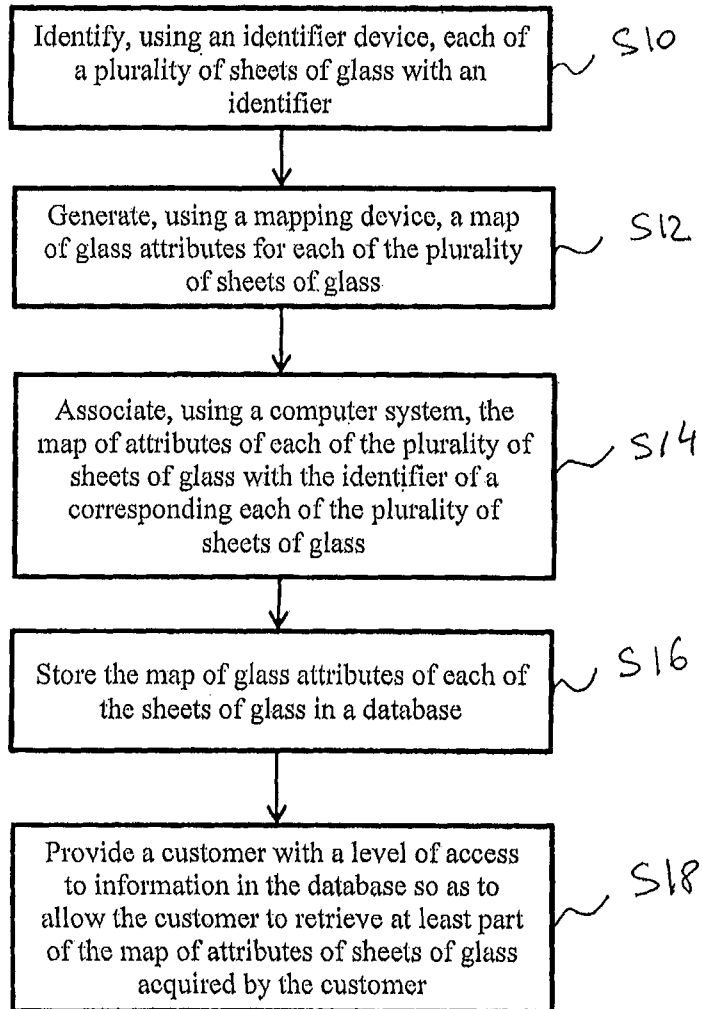 Identify, using an identifier device, each of
a plurality of sheets of glass with an
identifier
S10
Generate, using a mapping device, a map
of glass attributes for each of the plurality
of sheets of glass
S12
Associate, using a computer system, the
map of attributes of each of the plurality of
sheets of glass with the identifier of a
corresponding each of the plurality of
sheets of glass
S14
Store the map of glass attributes of each of
the sheets of glass in a database
S16
Provide a customer with a level of access
to information in the database so as to
allow the customer to retrieve at least part
of the map of attributes of sheets of glass
acquired by the customer
S18